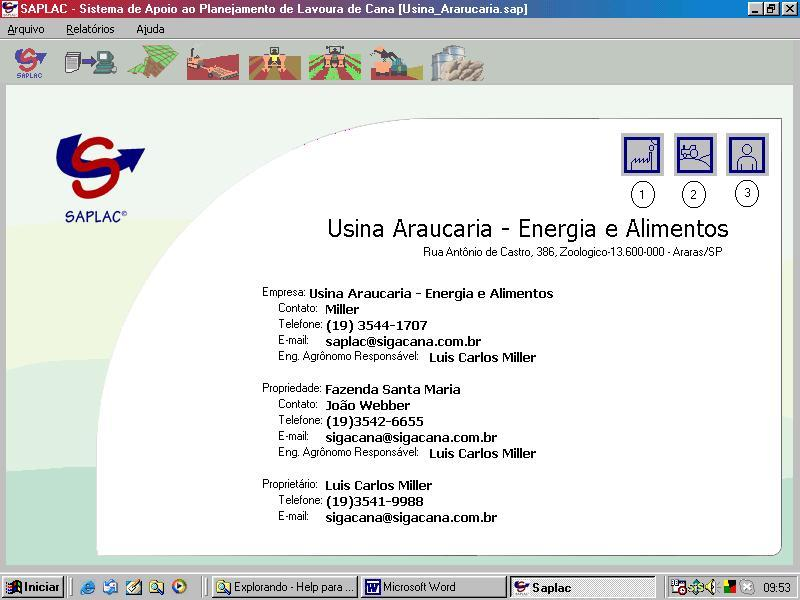 SAPLAC - Sistema de Apoio ao Planejamento de Lavoura de Cana [Usina_Ararucaria.sap]
Arquivo Relatórios Ajuda
SAPLAC
SAPLAC©
1 2 3
Usina Araucaria - Energia e Alimentos
Rua Antônio de Castro, 386, Zoologico-13.600-000 - Araras/SP
Empresa: Usina Araucaria - Energia e Alimentos
Contato: Miller
Telefone: (19) 3544-1707
E-mail: saplac@sigacana.com.br
Eng. Agrônomo Responsável: Luis Carlos Miller
Propriedade: Fazenda Santa Maria
Contato: João Webber
Telefone: (19)3542-6655
E-mail: sigacana@sigacana.com.br
Eng. Agrônomo Responsável: Luis Carlos Miller
Proprietário: Luis Carlos Miller
Telefone: (19)3541-9988
E-mail: sigacana@sigacana.com.br
Iniciar Explorando - Help para ... Microsoft Word Saplac 09:53